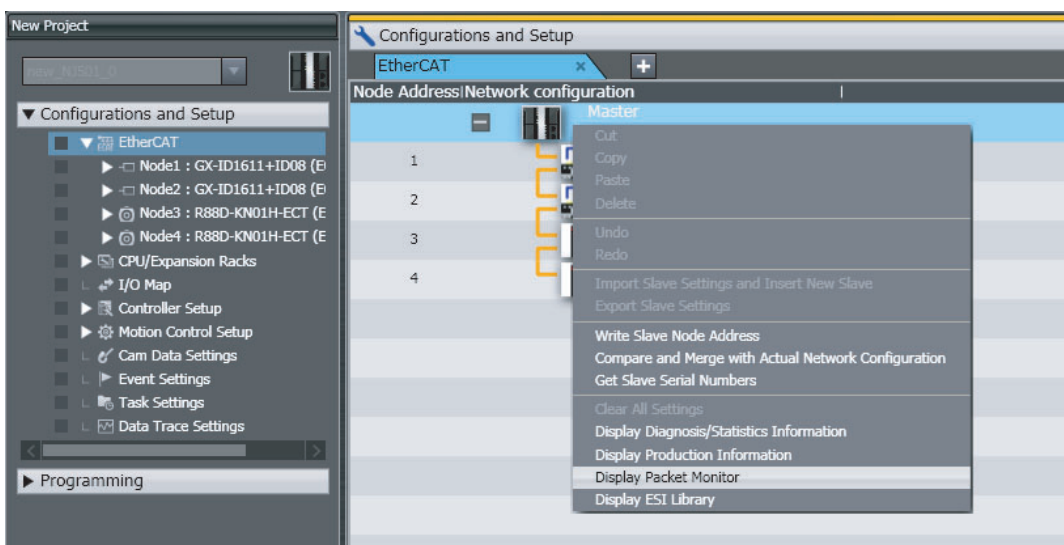 New Project
new_NJ501_0
Configurations and Setup
EtherCAT
Node1 : GX-ID1611+ID08 (E
Node2 : GX-ID1611+ID08 (E
Node3 : R88D-KN01H-ECT (E
Node4 : R88D-KN01H-ECT (E
CPU/Expansion Racks
I/O Map
Controller Setup
Motion Control Setup
Cam Data Settings
Event Settings
Task Settings
Data Trace Settings
Programming
Configurations and Setup
EtherCAT
Node Address|Network configuration
Master
1
2
3
4
Cut
Copy
Paste
Delete
Undo
Redo
Import Slave Settings and Insert New Slave
Export Slave Settings
Write Slave Node Address
Compare and Merge with Actual Network Configuration
Get Slave Serial Numbers
Clear All Settings
Display Diagnosis/Statistics Information
Display Production Information
Display Packet Monitor
Display ESI Library